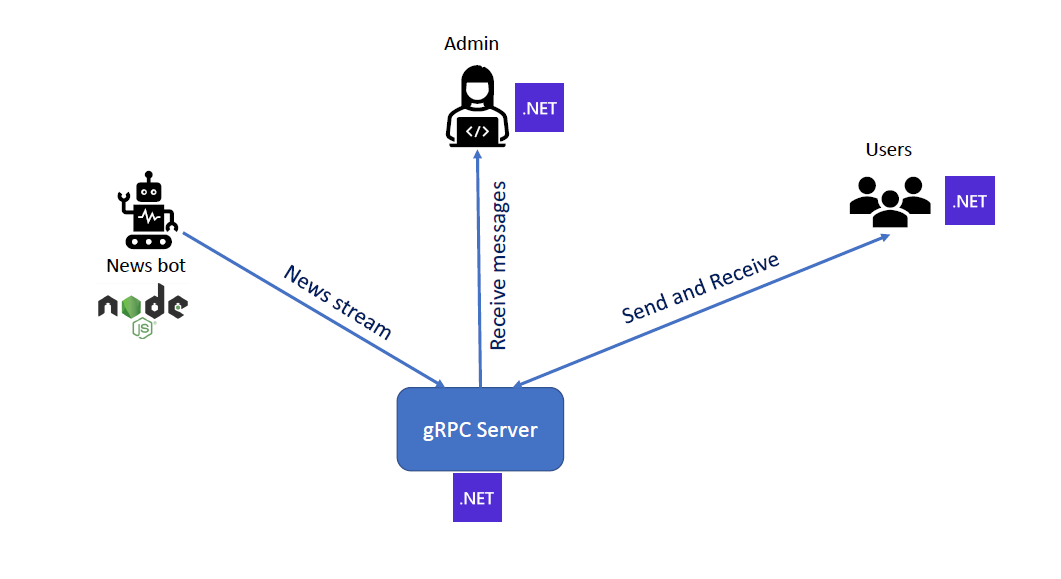 Admin
</>
.NET
Users
.NET
News bot
node
JS
News stream
Receive messages
Send and Receive
gRPC Server
.NET